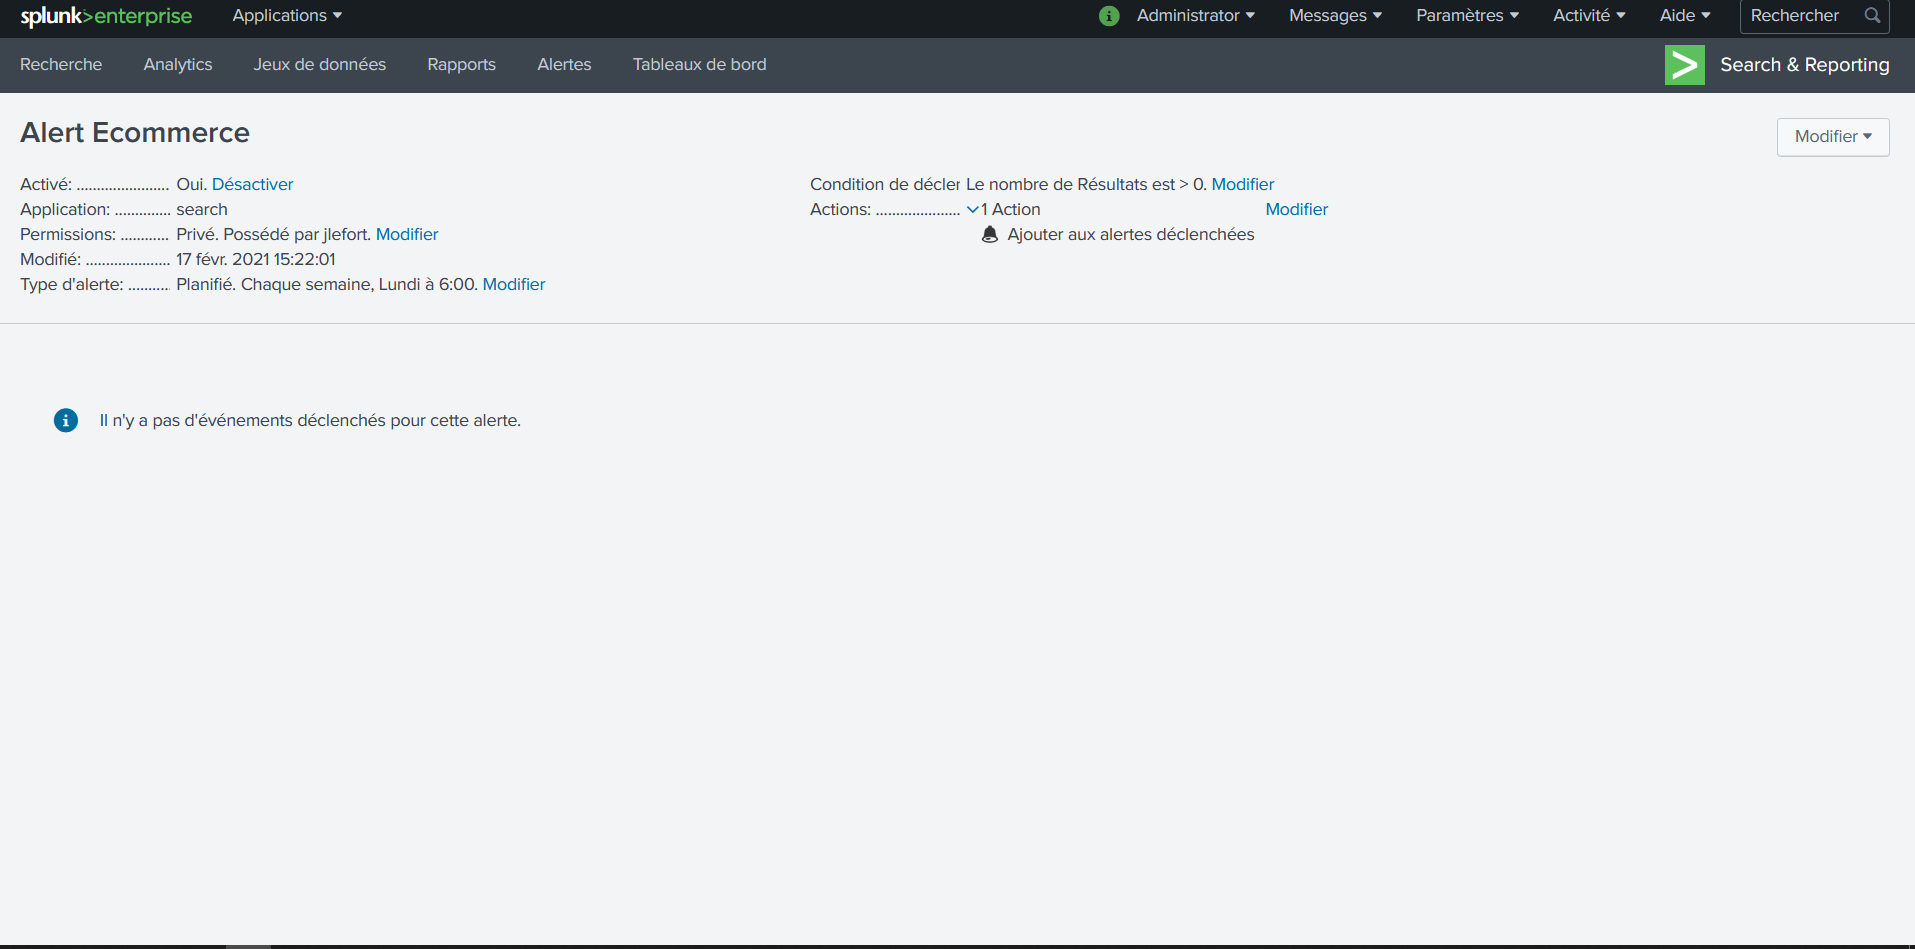 splunk>enterprise Applications Administrator Messages Paramètres Activité Aide Rechercher
Recherche Analytics Jeux de données Rapports Alertes Tableaux de bord Search & Reporting
Alert Ecommerce
Modifier
Activé: ....................... Oui. Désactiver
Application: .............. search
Permissions: ............ Privé. Possédé par jlefort. Modifier
Modifié: ..................... 17 févr. 2021 15:22:01
Type d'alerte: .......... Planifié. Chaque semaine, Lundi à 6:00. Modifier
Condition de décler Le nombre de Résultats est > 0. Modifier
Actions: ..................... 1 Action Modifier
Ajouter aux alertes déclenchées
Il n'y a pas d'événements déclenchés pour cette alerte.